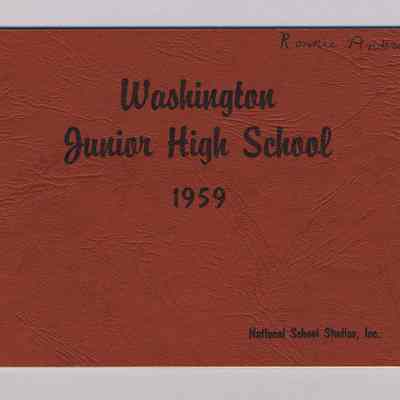 Ronnie
Washington
Junior High School
1959
National School Studios, Inc.